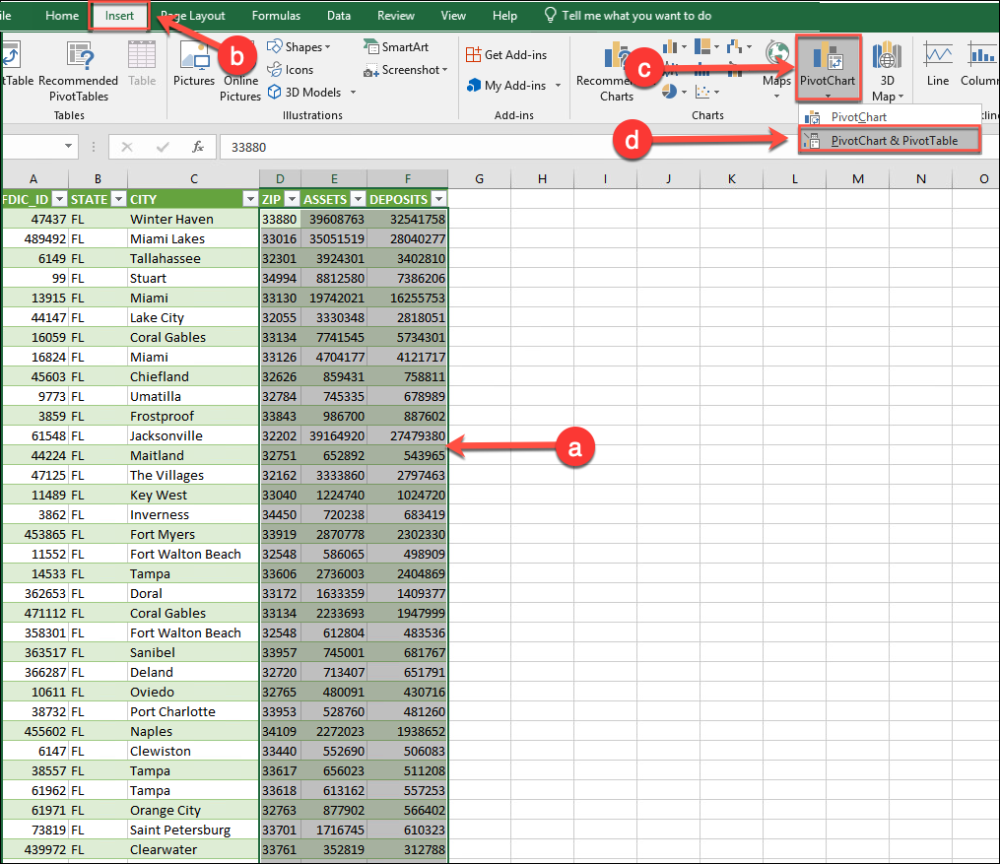 ile Home Insert Page Layout Formulas Data Review View Help Tell me what you want to do
b
tTable Recommended PivotTables Table
Tables
Pictures Online Pictures Shapes Icons 3D Models SmartArt Screenshot
Illustrations
Get Add-ins
My Add-ins
Add-ins
Recommen Charts
c
Maps PivotChart
Charts
3D Map
Line Colum
PivotChart
PivotChart & PivotTable
d
fx 33880
A B C D E F G H I J K L M N O
FDIC_ID STATE CITY ZIP ASSETS DEPOSITS
47437 FL Winter Haven 33880 39608763 32541758
489492 FL Miami Lakes 33016 35051519 28040277
6149 FL Tallahassee 32301 3924301 3402810
99 FL Stuart 34994 8812580 7386206
13915 FL Miami 33130 19742021 16255753
44147 FL Lake City 32055 3330348 2818051
16059 FL Coral Gables 33134 7741545 5734301
16824 FL Miami 33126 4704177 4121717
45603 FL Chiefland 32626 859431 758811
9773 FL Umatilla 32784 745335 678989
3859 FL Frostproof 33843 986700 887602
61548 FL Jacksonville 32202 39164920 27479380
a
44224 FL Maitland 32751 652892 543965
47125 FL The Villages 32162 3333860 2797463
11489 FL Key West 33040 1224740 1024720
3862 FL Inverness 34450 720238 683419
453865 FL Fort Myers 33919 2870778 2302330
11552 FL Fort Walton Beach 32548 586065 498909
14533 FL Tampa 33606 2736003 2404869
362653 FL Doral 33172 1633359 1409377
471112 FL Coral Gables 33134 2233693 1947999
358301 FL Fort Walton Beach 32548 612804 483536
363517 FL Sanibel 33957 745001 681767
366287 FL Deland 32720 713407 651791
10611 FL Oviedo 32765 480091 430716
38732 FL Port Charlotte 33953 528760 481260
455602 FL Naples 34109 2272023 1938652
6147 FL Clewiston 33440 552690 506083
38557 FL Tampa 33617 656023 511208
61962 FL Tampa 33618 613162 557253
61971 FL Orange City 32763 877902 566402
73819 FL Saint Petersburg 33701 1716745 610323
439972 FL Clearwater 33761 352819 312788